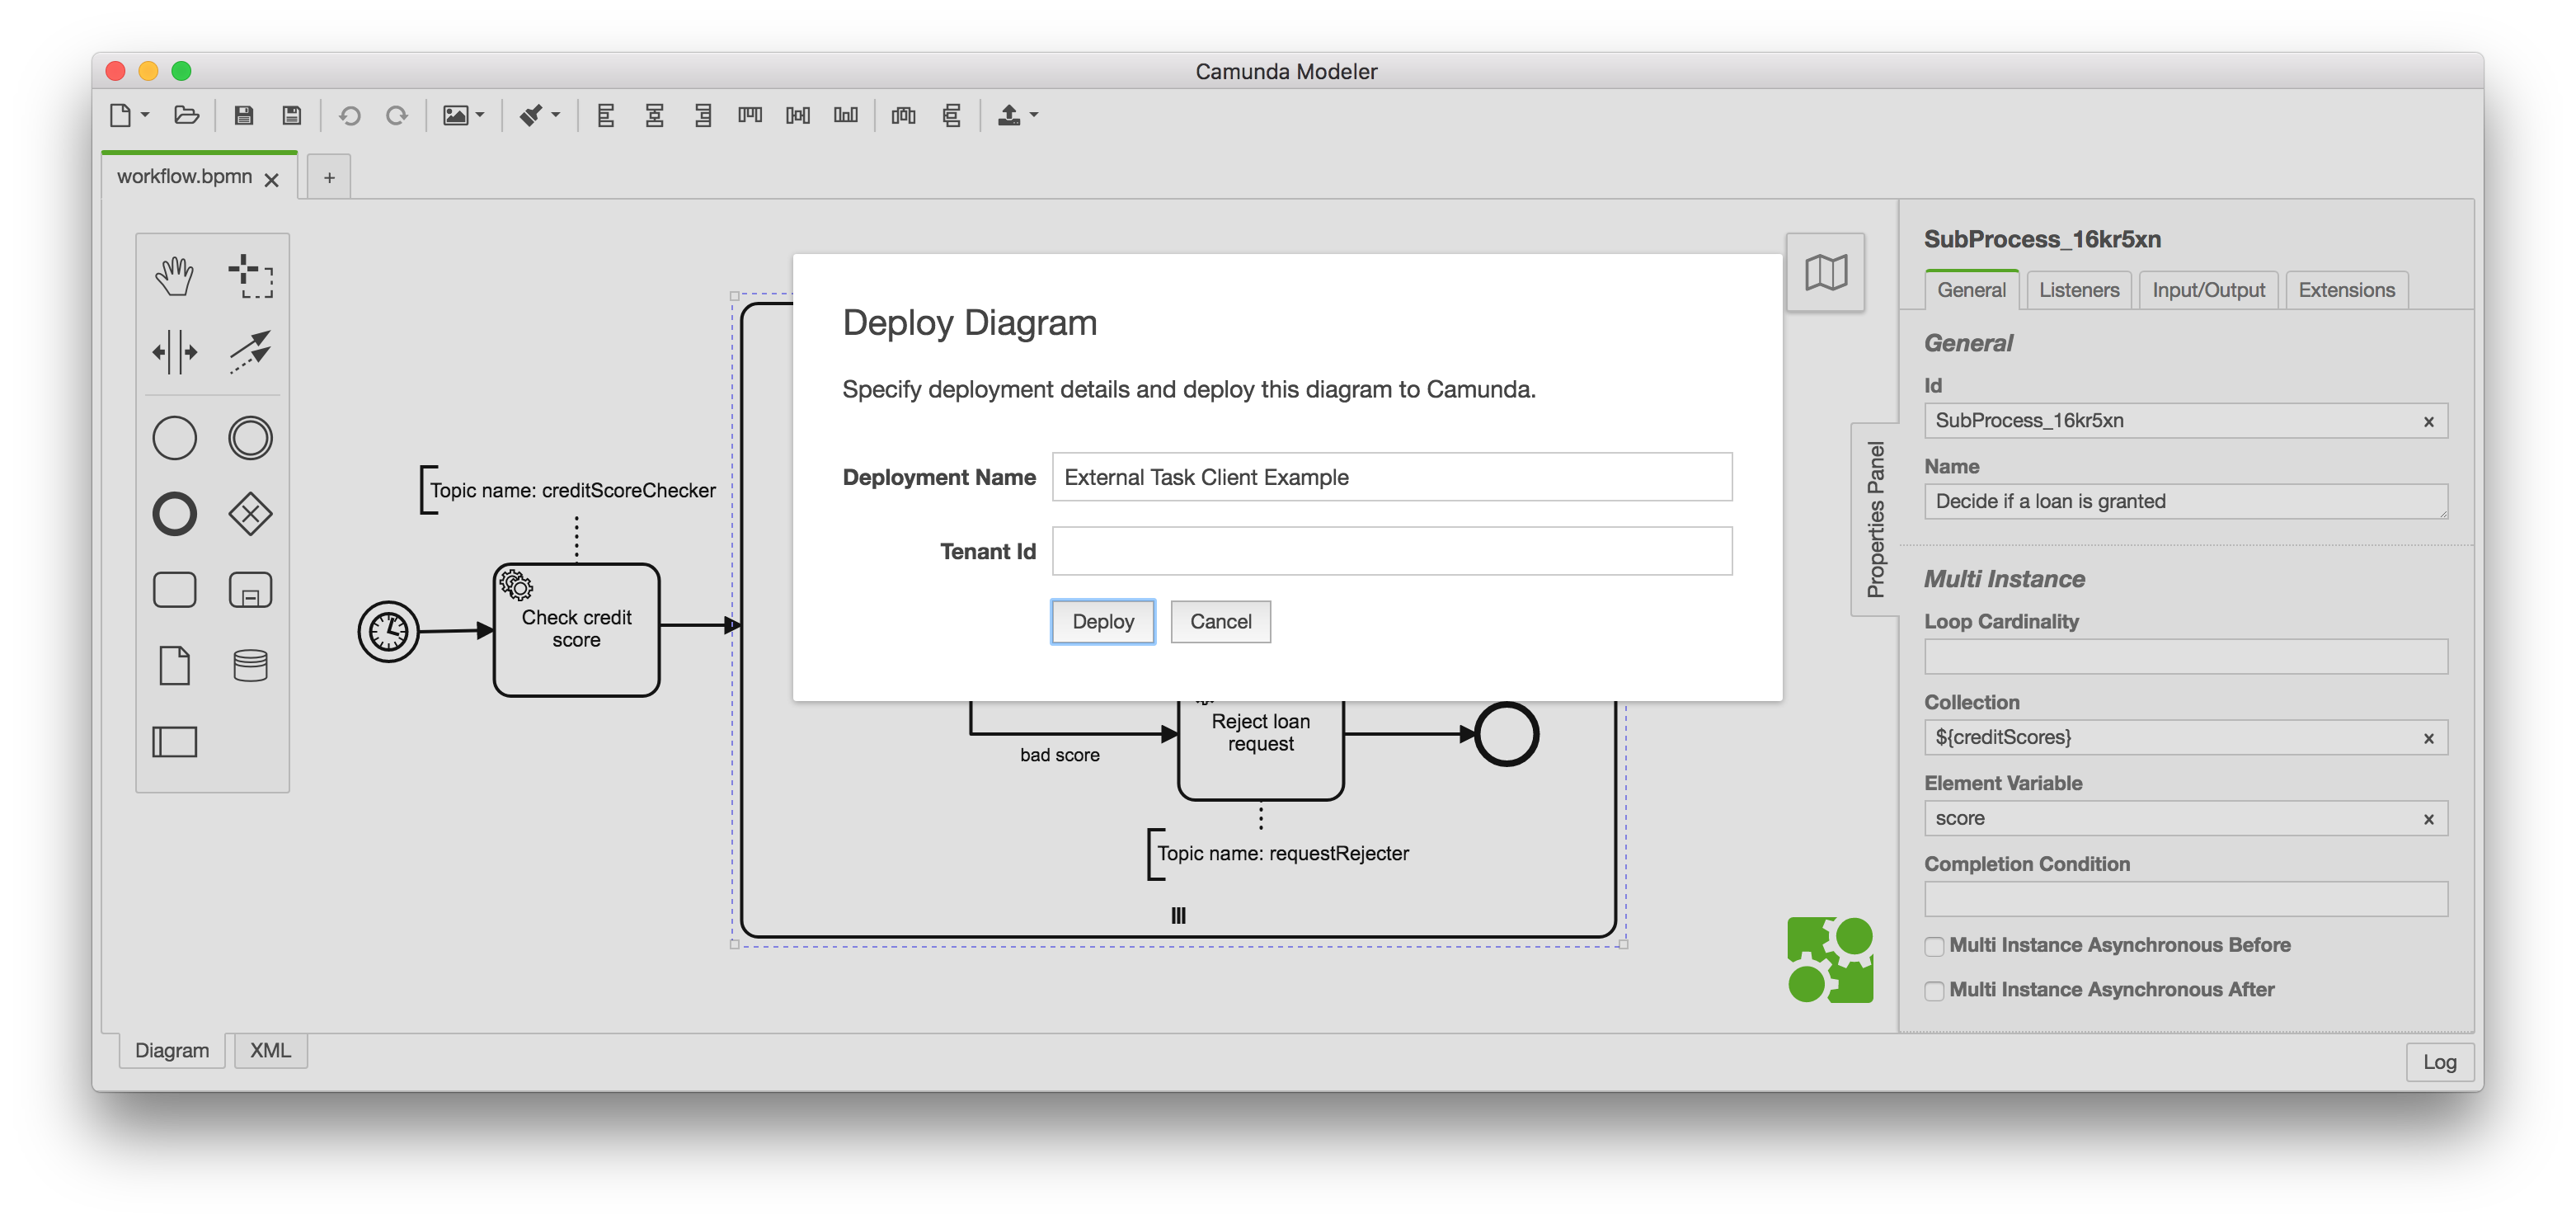 Camunda Modeler
workflow.bpmn
+
Topic name: creditScoreChecker
Check credit
score
Deploy Diagram
Specify deployment details and deploy this diagram to Camunda.
Deployment Name
External Task Client Example
Tenant Id
Deploy
Cancel
bad score
Reject loan
request
Topic name: requestRejecter
Properties Panel
SubProcess_16kr5xn
General
Listeners
Input/Output
Extensions
General
Id
SubProcess_16kr5xn
Name
Decide if a loan is granted
Multi Instance
Loop Cardinality
Collection
${creditScores}
Element Variable
score
Completion Condition
Multi Instance Asynchronous Before
Multi Instance Asynchronous After
Diagram
XML
Log